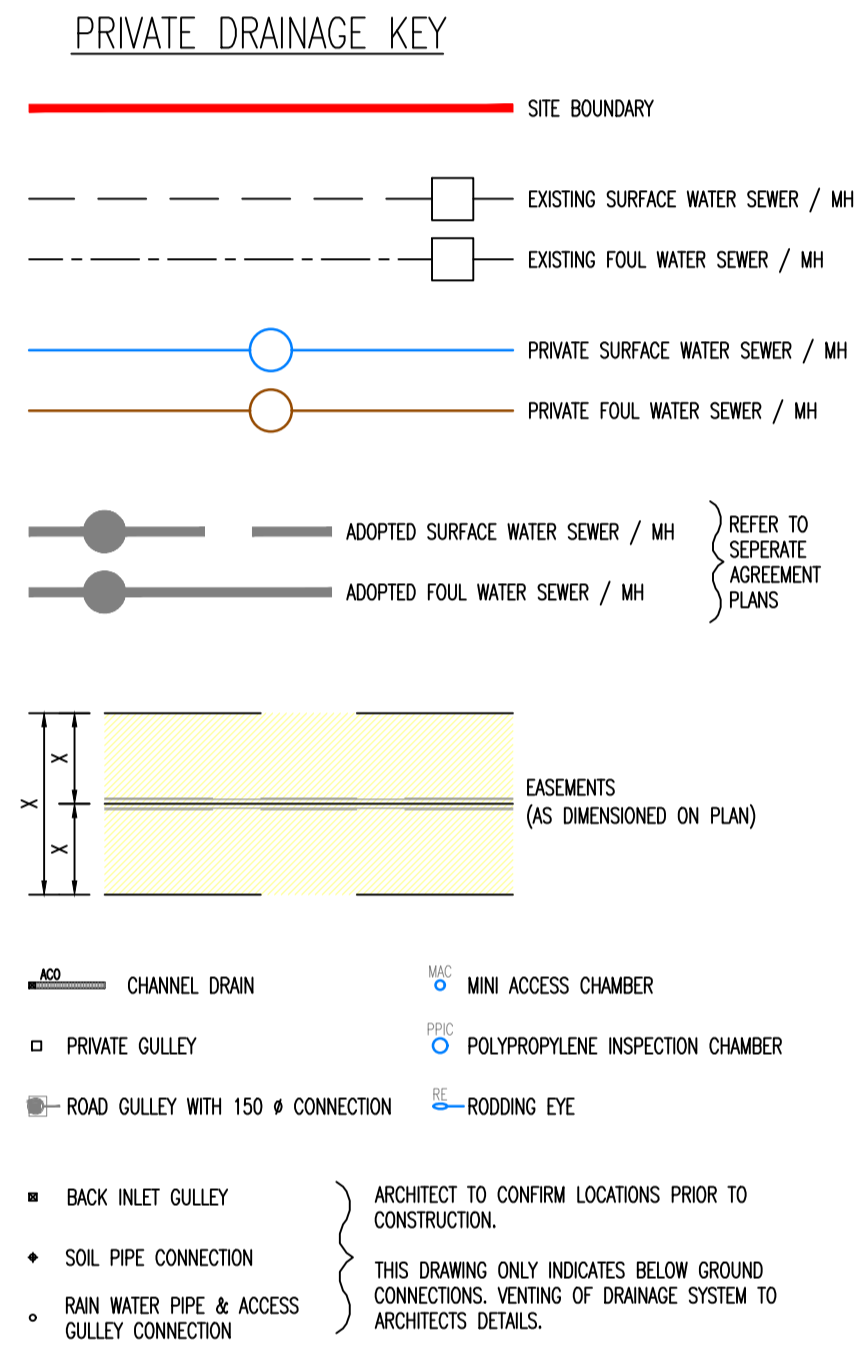 PRIVATE DRAINAGE KEY
SITE BOUNDARY
EXISTING SURFACE WATER SEWER / MH
EXISTING FOUL WATER SEWER / MH
PRIVATE SURFACE WATER SEWER / MH
PRIVATE FOUL WATER SEWER / MH
ADOPTED SURFACE WATER SEWER / MH
ADOPTED FOUL WATER SEWER / MH
REFER TO
SEPERATE
AGREEMENT
PLANS
X
X
X
EASEMENTS
(AS DIMENSIONED ON PLAN)
ACO
CHANNEL DRAIN
PRIVATE GULLEY
ROAD GULLEY WITH 150 Ø CONNECTION
MAC
MINI ACCESS CHAMBER
PPIC
POLYPROPYLENE INSPECTION CHAMBER
RE
RODDING EYE
BACK INLET GULLEY
SOIL PIPE CONNECTION
RAIN WATER PIPE & ACCESS
GULLEY CONNECTION
ARCHITECT TO CONFIRM LOCATIONS PRIOR TO
CONSTRUCTION.
THIS DRAWING ONLY INDICATES BELOW GROUND
CONNECTIONS. VENTING OF DRAINAGE SYSTEM TO
ARCHITECTS DETAILS.